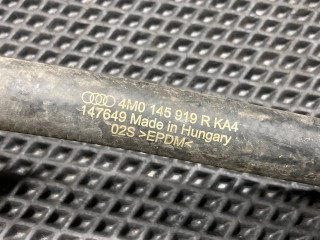 4M0 145 919 R KA4
147649 Made in Hungary
02S >EPDM<